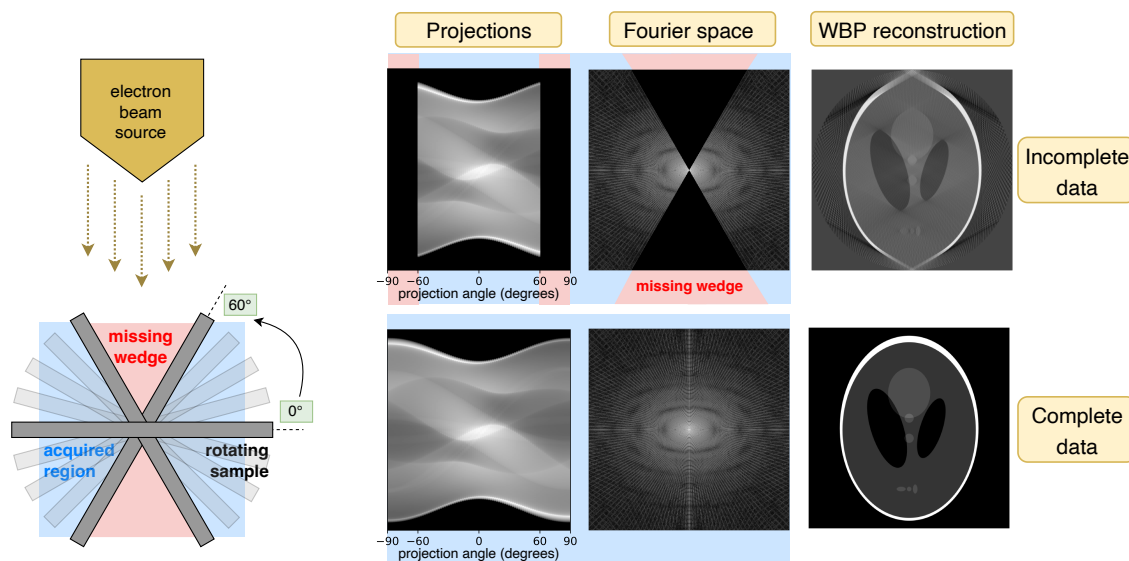 Projections
Fourier space
WBP reconstruction
electron
beam
source
Incomplete
data
−90
−60
0
60
90
projection angle (degrees)
missing wedge
60°
missing
wedge
0°
acquired
region
rotating
sample
Complete
data
−90
−60
0
60
90
projection angle (degrees)